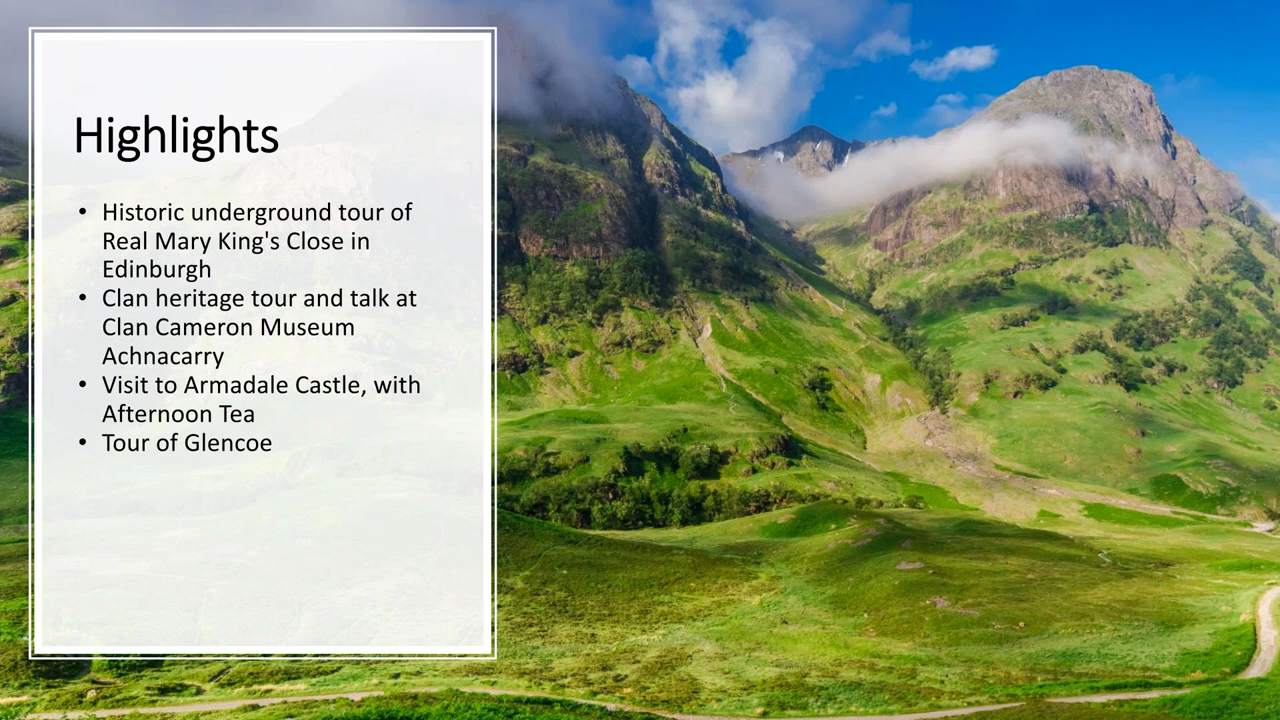 Highlights
• Historic underground tour of
Real Mary King's Close in
Edinburgh
• Clan heritage tour and talk at
Clan Cameron Museum
Achnacarry
• Visit to Armadale Castle, with
Afternoon Tea
• Tour of Glencoe